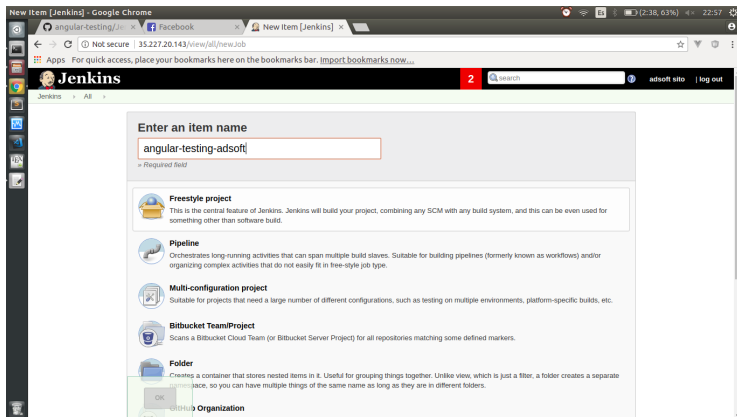 New Item [Jenkins] - Google Chrome
Es
(2:38, 63%)
22:57
angular-testing/Je
Facebook
New Item [Jenkins]
Not secure
35.227.20.143/view/all/newJob
Apps
For quick access, place your bookmarks here on the bookmarks bar. Import bookmarks now...
Jenkins
2
search
adsoft sito
| log out
Jenkins
All
Enter an item name
angular-testing-adsoft
» Required field
Freestyle project
This is the central feature of Jenkins. Jenkins will build your project, combining any SCM with any build system, and this can be even used for
something other than software build.
Pipeline
Orchestrates long-running activities that can span multiple build slaves. Suitable for building pipelines (formerly known as workflows) and/or
organizing complex activities that do not easily fit in free-style job type.
Multi-configuration project
Suitable for projects that need a large number of different configurations, such as testing on multiple environments, platform-specific builds, etc.
Bitbucket Team/Project
Scans a Bitbucket Cloud Team (or Bitbucket Server Project) for all repositories matching some defined markers.
Folder
Creates a container that stores nested items in it. Useful for grouping things together. Unlike view, which is just a filter, a folder creates a separate
namespace, so you can have multiple things of the same name as long as they are in different folders.
OK
GitHub Organization